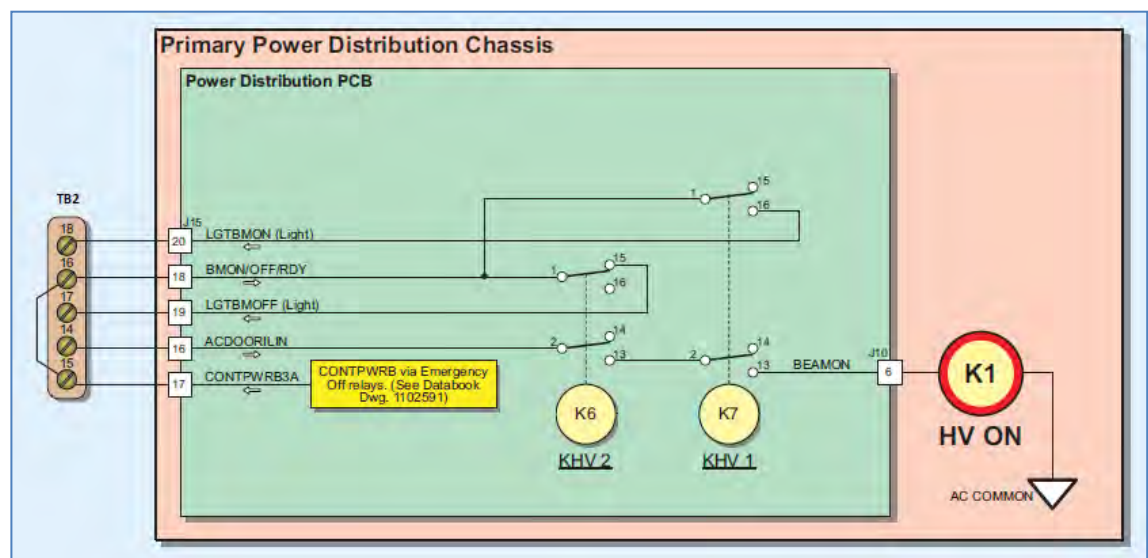 Primary Power Distribution Chassis
Power Distribution PCB
TB2
18
16
17
14
15
J15
20
LGTBMON (Light)
18
BMON/OFF/RDY
19
LGTBMOFF (Light)
16
ACDOORILIN
17
CONTPWRB3A
CONTPWRB via Emergency
Off relays. (See Databook
Dwg. 1102591)
1
15
16
1
15
16
2
14
13
2
14
13
BEAMON
J10
6
K6
KHV 2
K7
KHV 1
K1
HV ON
AC COMMON